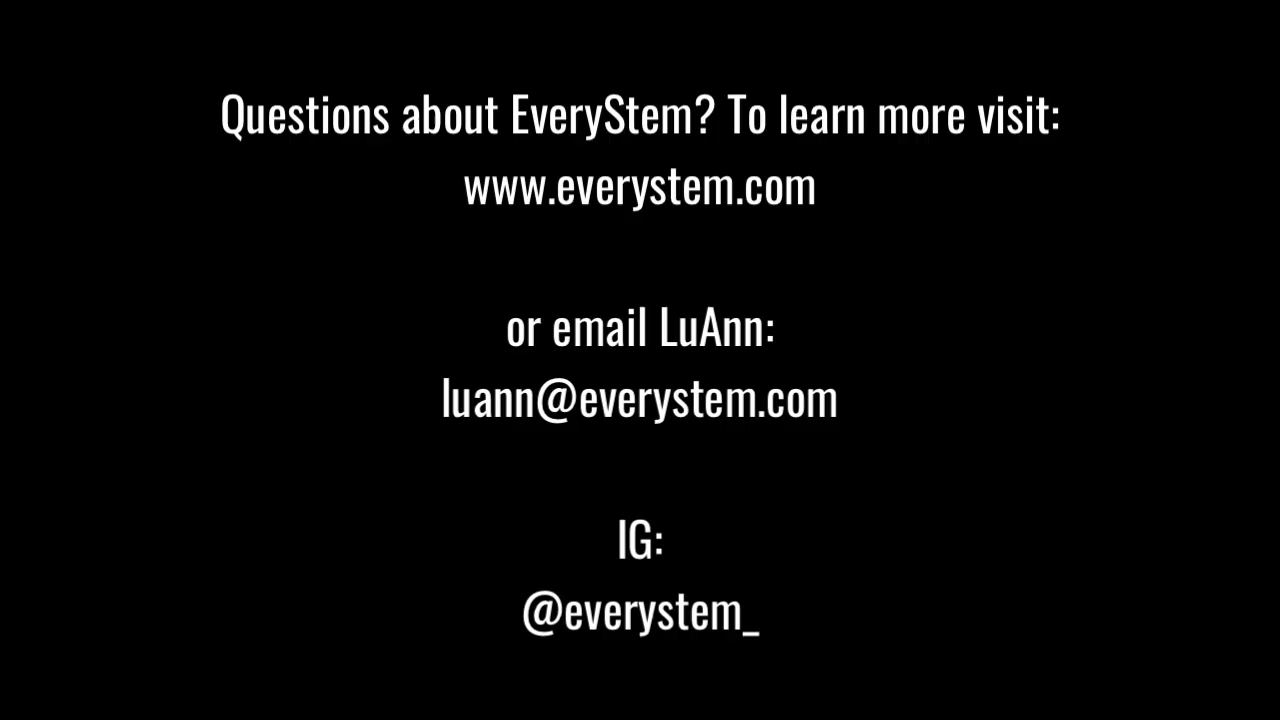 Questions about EveryStem? To learn more visit:
www.everystem.com
or email LuAnn:
luann@everystem.com
IG:
@everystem_